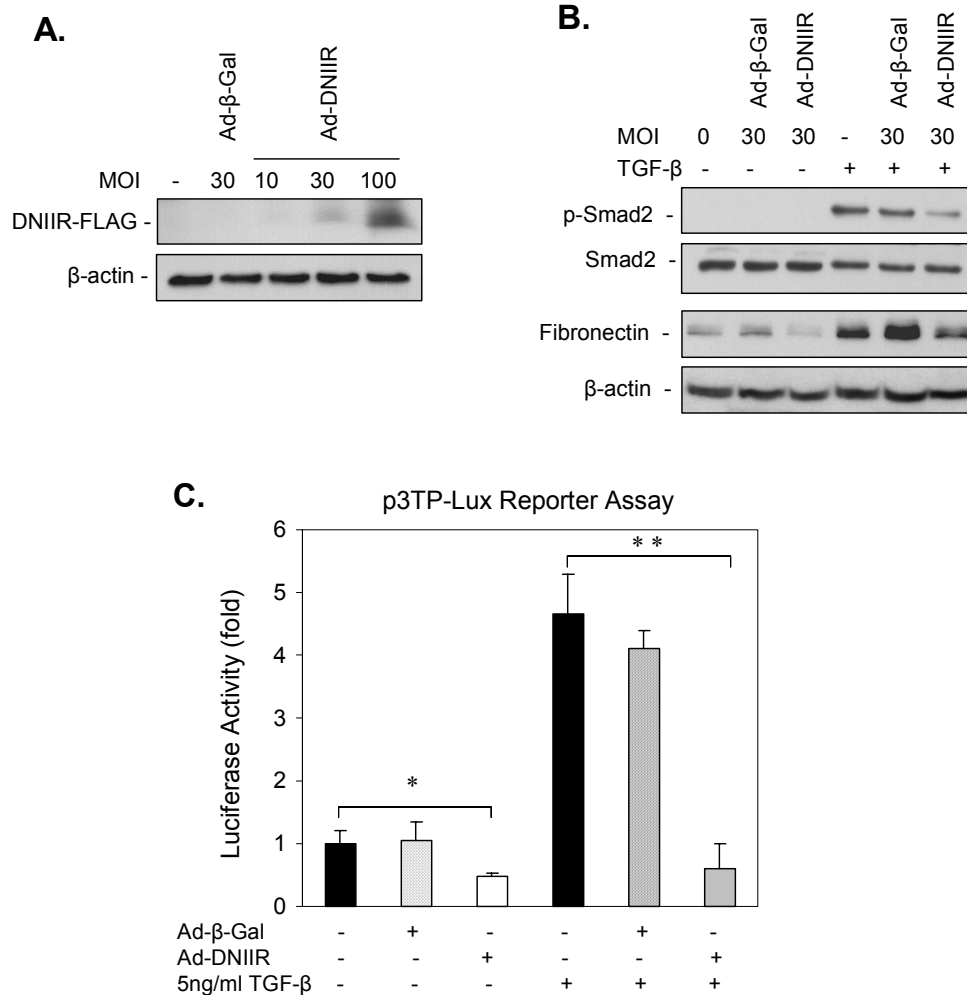 A.
Ad-β-Gal
Ad-DNIIR
MOI - 30 10 30 100
DNIIR-FLAG -
β-actin -
B.
Ad-β-Gal
Ad-DNIIR
Ad-β-Gal
Ad-DNIIR
MOI 0 30 30 - 30 30
TGF-β - - - + + +
p-Smad2 -
Smad2 -
Fibronectin -
β-actin -
C.
p3TP-Lux Reporter Assay
Luciferase Activity (fold)
6
5
4
3
2
1
0
*
* *
Ad-β-Gal - + - - + -
Ad-DNIIR - - + - - +
5ng/ml TGF-β - - - + + +